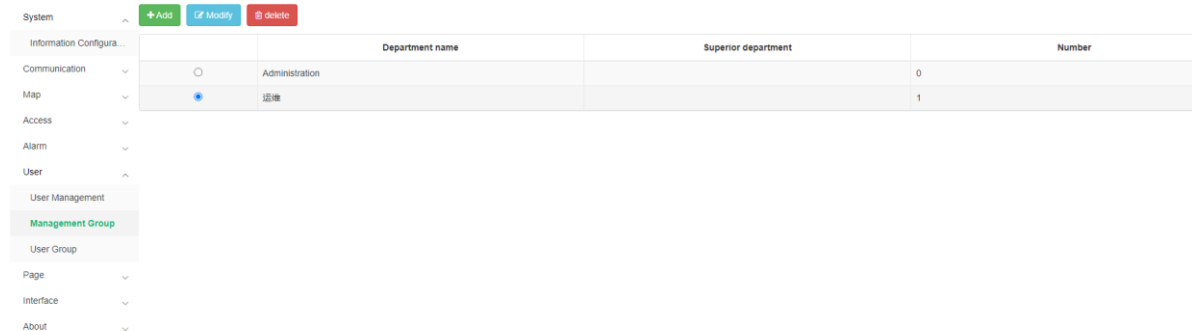 System
Information Configura...
Communication
Map
Access
Alarm
User
User Management
Management Group
User Group
Page
Interface
About
Add Modify delete
Department name Superior department Number
Administration 0
运维 1